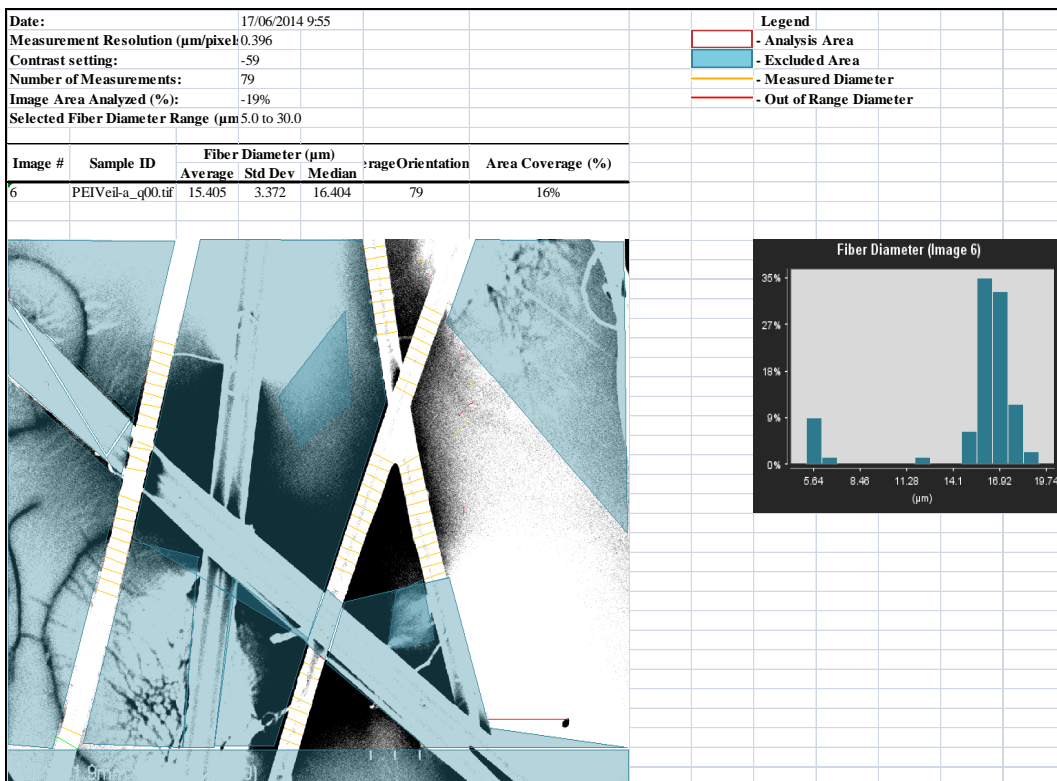 Date: 17/06/2014 9:55
Measurement Resolution (µm/pixel 0.396
Contrast setting: -59
Number of Measurements: 79
Image Area Analyzed (%): -19%
Selected Fiber Diameter Range (µm 5.0 to 30.0
Legend
- Analysis Area
- Excluded Area
- Measured Diameter
- Out of Range Diameter
Image # Sample ID Fiber Diameter (µm) erageOrientation Area Coverage (%)
Average Std Dev Median
6 PEIVeil-a_q00.tif 15.405 3.372 16.404 79 16%
Fiber Diameter (Image 6)
35%
27%
18%
9%
0%
5.64 8.46 11.28 14.1 16.92 19.74
(µm)